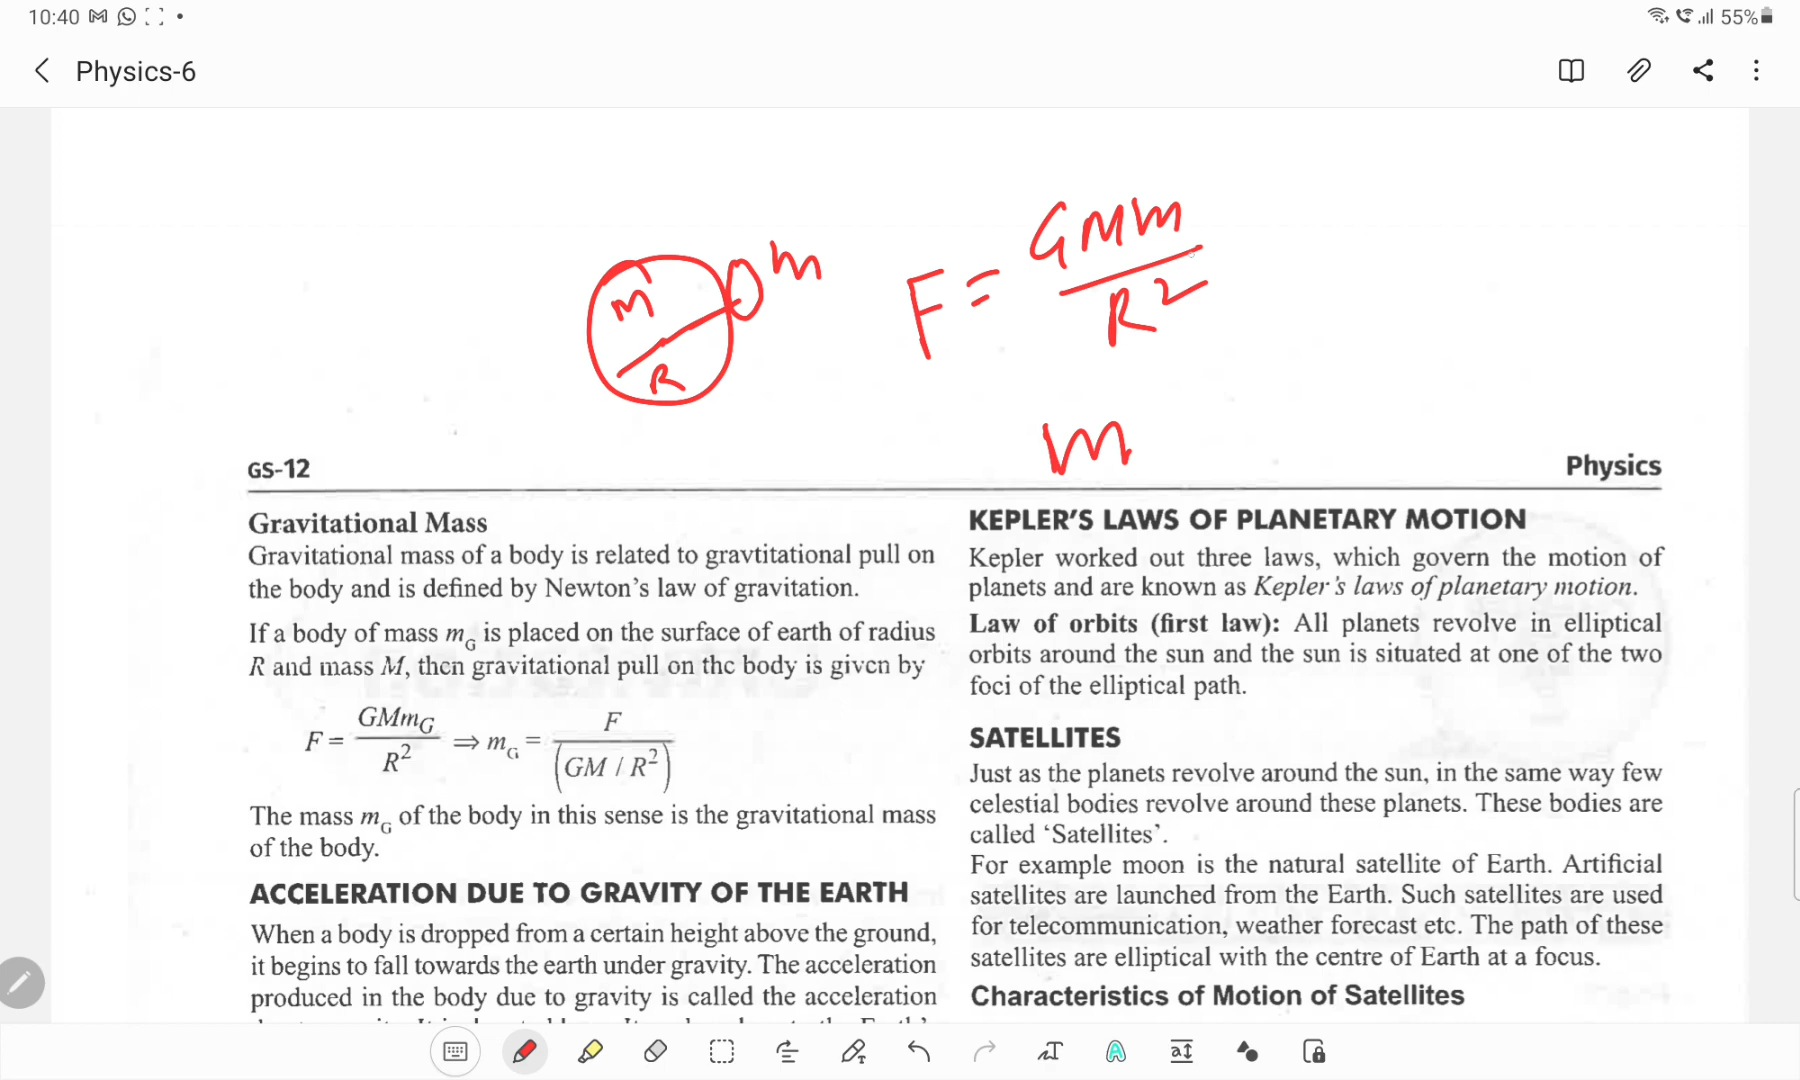 10:40
55%
Physics-6
M
R
m
F = GMm / R²
m
GS-12
Physics
Gravitational Mass
Gravitational mass of a body is related to gravtitational pull on
the body and is defined by Newton's law of gravitation.
If a body of mass m_G is placed on the surface of earth of radius
R and mass M, then gravitational pull on the body is given by
F = GMm_G / R² ⇒ m_G = F / (GM / R²)
The mass m_G of the body in this sense is the gravitational mass
of the body.
ACCELERATION DUE TO GRAVITY OF THE EARTH
When a body is dropped from a certain height above the ground,
it begins to fall towards the earth under gravity. The acceleration
produced in the body due to gravity is called the acceleration
KEPLER'S LAWS OF PLANETARY MOTION
Kepler worked out three laws, which govern the motion of
planets and are known as Kepler's laws of planetary motion.
Law of orbits (first law): All planets revolve in elliptical
orbits around the sun and the sun is situated at one of the two
foci of the elliptical path.
SATELLITES
Just as the planets revolve around the sun, in the same way few
celestial bodies revolve around these planets. These bodies are
called ‘Satellites’.
For example moon is the natural satellite of Earth. Artificial
satellites are launched from the Earth. Such satellites are used
for telecommunication, weather forecast etc. The path of these
satellites are elliptical with the centre of Earth at a focus.
Characteristics of Motion of Satellites